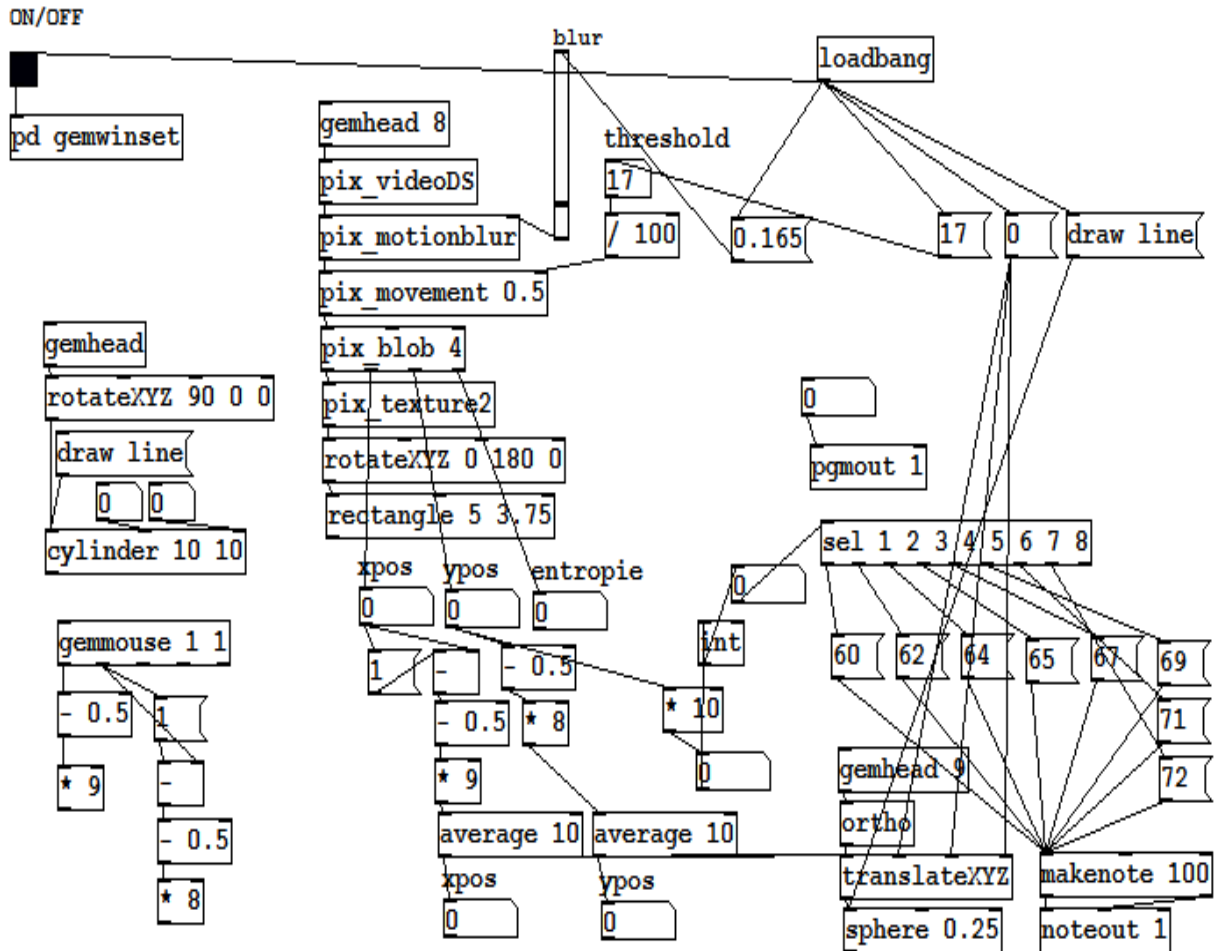 ON/OFF
blur
loadbang
pd gemwinset
gemhead 8
threshold
pix_videoDS
17
pix_motionblur
/ 100
0.165
17
0
draw line
pix_movement 0.5
gemhead
pix_blob 4
rotateXYZ 90 0 0
pix_texture2
0
draw line
rotateXYZ 0 180 0
pgmout 1
0
0
rectangle 5 3.75
cylinder 10 10
sel 1 2 3 4 5 6 7 8
xpos
ypos
entropie
0
0
0
0
gemmouse 1 1
int
1
-
- 0.5
60
62
64
65
67
69
- 0.5
1
- 0.5
* 8
* 10
71
* 9
-
* 9
0
gemhead 9
72
- 0.5
average 10
average 10
ortho
* 8
xpos
ypos
translateXYZ
makenote 100
0
0
sphere 0.25
noteout 1